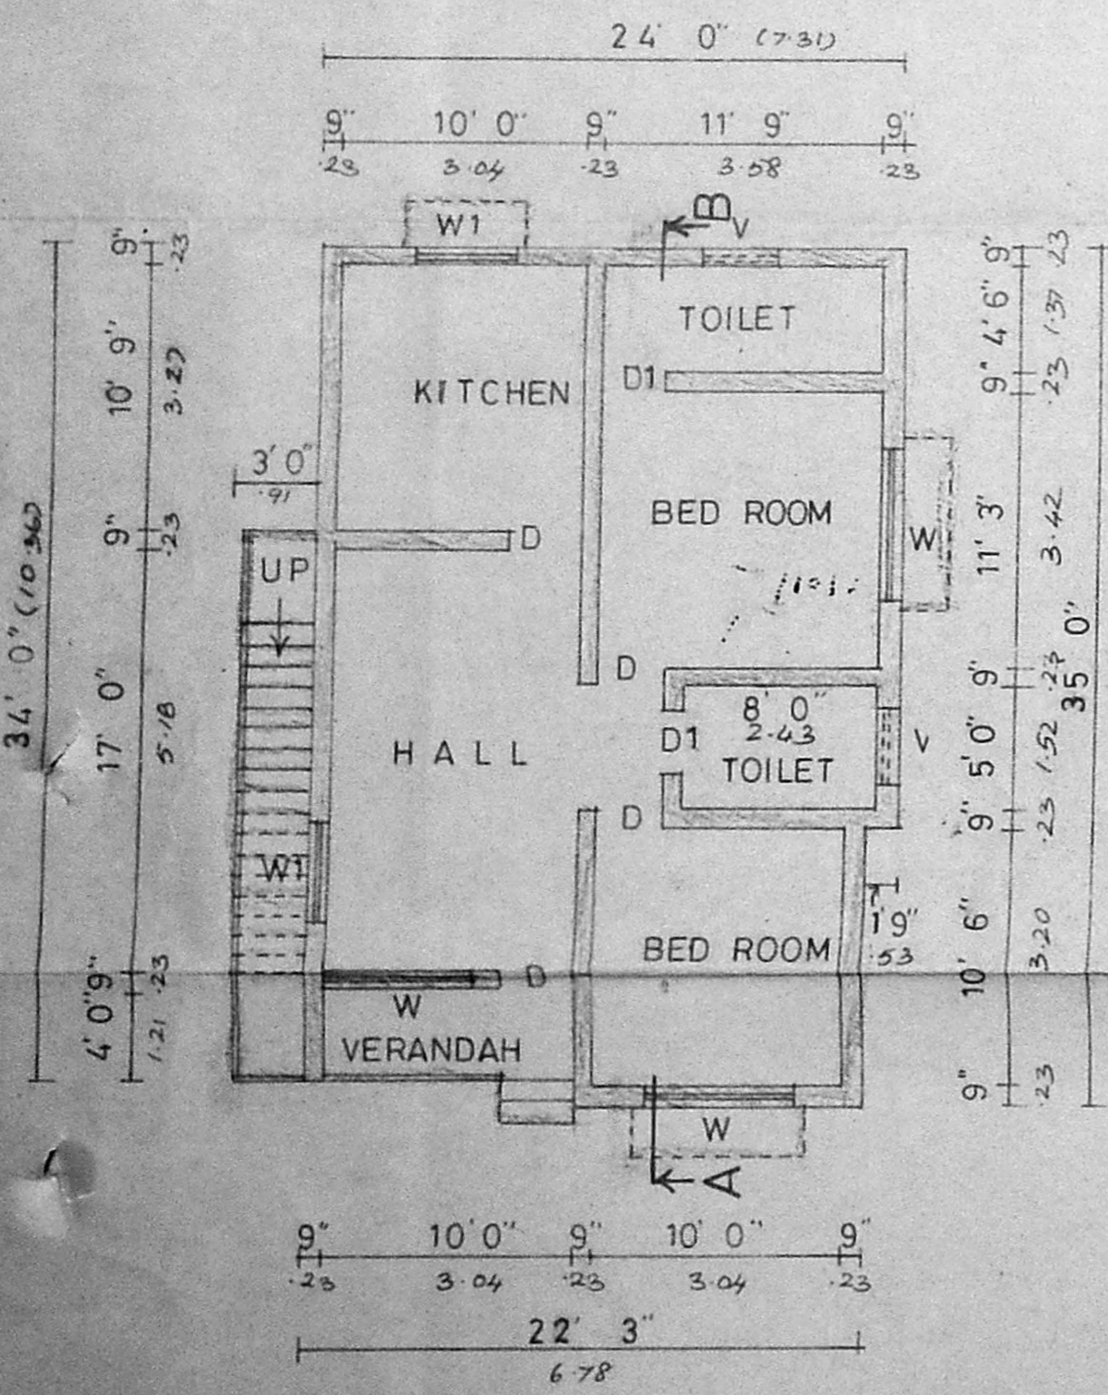 24' 0" (7.31)
9" 10' 0" 9" 11' 9" 9"
.23 3.04 .23 3.58 .23
B
W1
V
9" .23
9" .23
TOILET
4' 6" 1.37
10' 9" 3.27
KITCHEN
D1
9" .23
3' 0"
.91
BED ROOM
11' 3" 3.42
W
9" .23
D
UP
34' 0" (10.36)
17' 0" 5.18
D
9" .23
35' 0"
8' 0"
2.43
D1
TOILET
V
5' 0" 1.52
HALL
D
9" .23
W1
1' 9"
.53
BED ROOM
10' 6" 3.20
9" .23
D
W
4' 0" 1.21
VERANDAH
9" .23
W
A
9" 10' 0" 9" 10' 0" 9"
.23 3.04 .23 3.04 .23
22' 3"
6.78